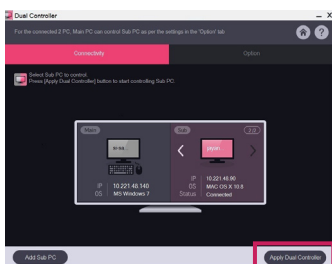 Dual Controller
For the connected 2 PC, Main PC can control Sub PC as per the settings in the 'Option' tab
?
Connectivity
Option
Select Sub PC to control.
Press [Apply Dual Controller] button to start controlling Sub PC.
Main
Sub
2/2
IP 10.221.48.140
OS MS Windows 7
IP 10.221.48.90
OS MAC OS X 10.8
Status Connected
Add Sub PC
Apply Dual Controller